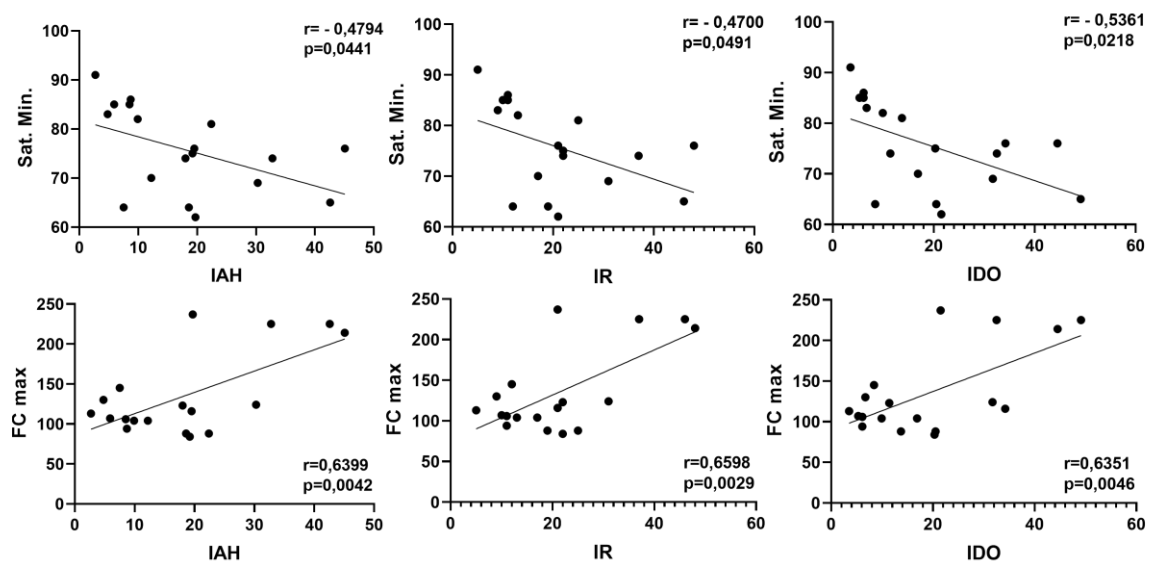 r= - 0,4794
p=0,0441
100
90
80
70
60
Sat. Min.
0 10 20 30 40 50
IAH
r= - 0,4700
p=0,0491
100
90
80
70
60
Sat. Min.
0 20 40 60
IR
r= - 0,5361
p=0,0218
100
90
80
70
60
Sat. Min.
0 20 40 60
IDO
250
200
150
100
50
0
FC max
r=0,6399
p=0,0042
0 10 20 30 40 50
IAH
250
200
150
100
50
0
FC max
r=0,6598
p=0,0029
0 20 40 60
IR
250
200
150
100
50
0
FC max
r=0,6351
p=0,0046
0 20 40 60
IDO